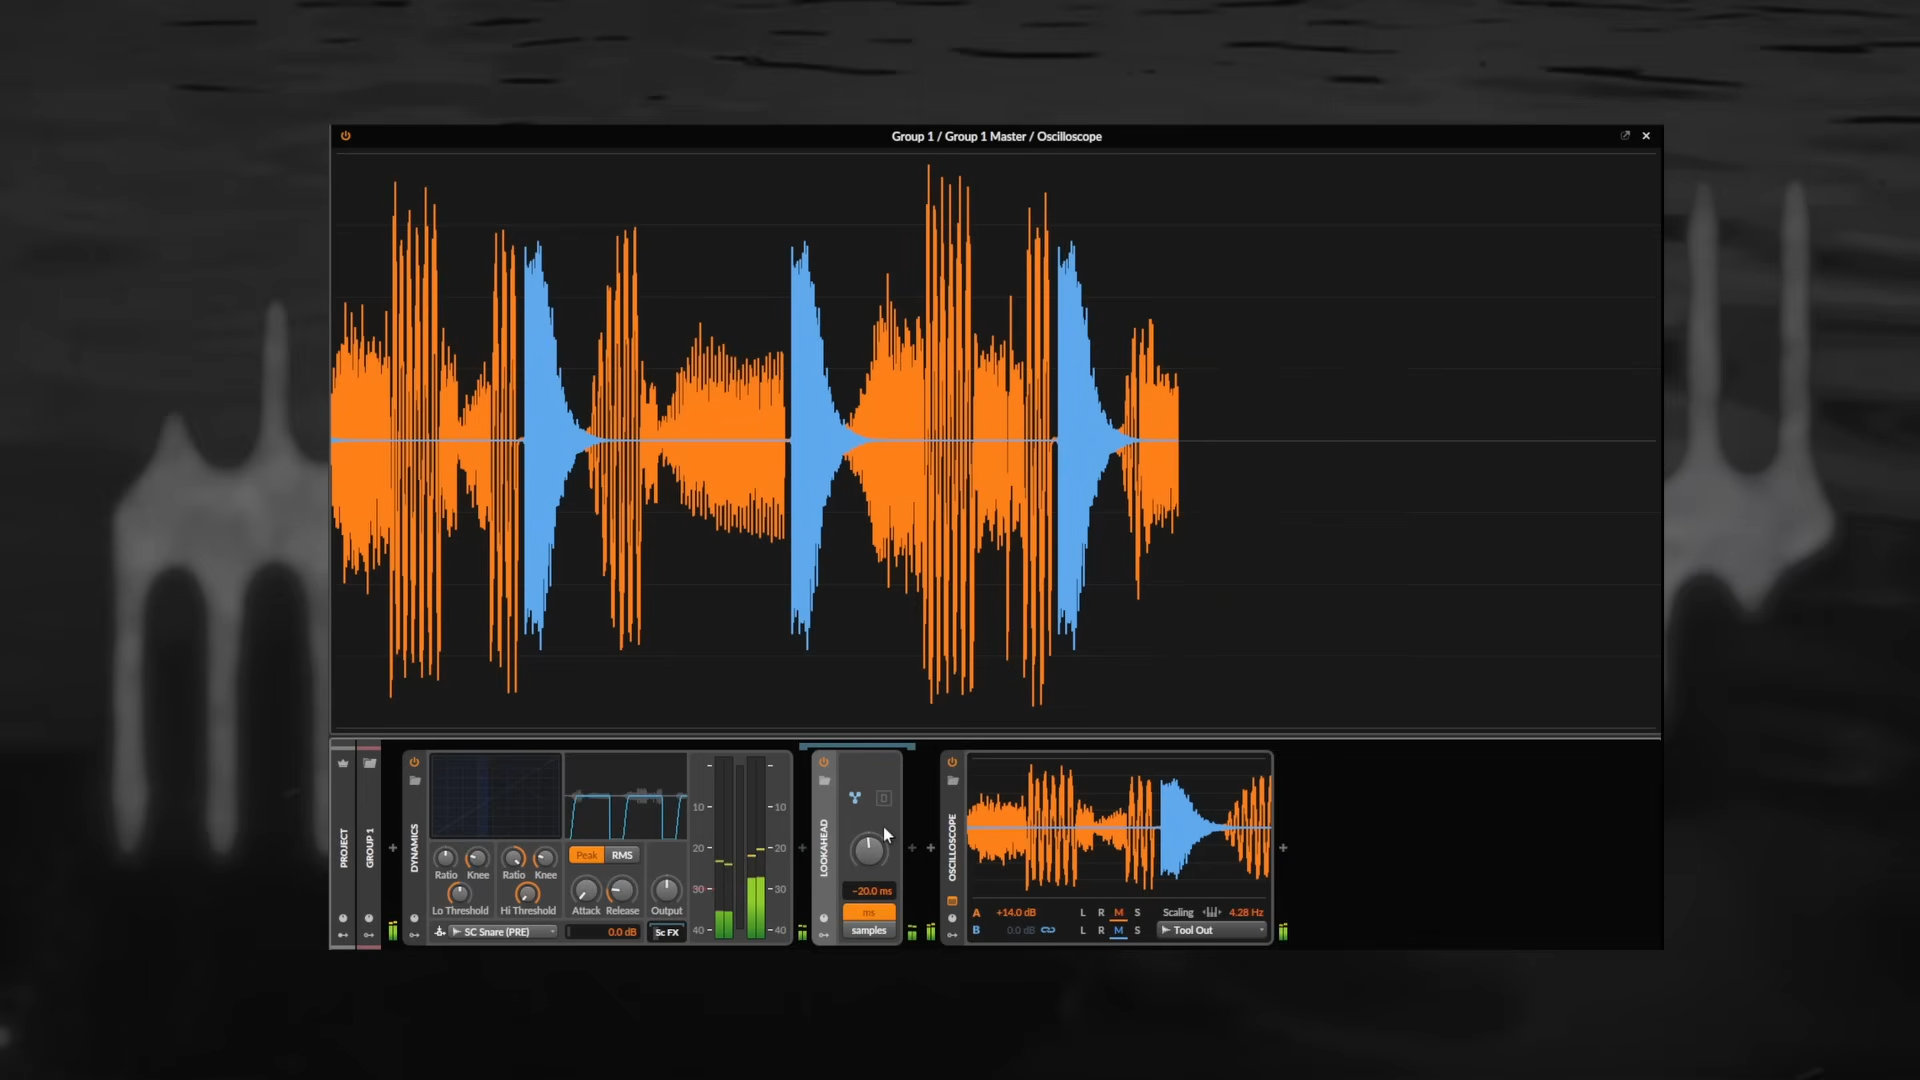 Group 1 / Group 1 Master / Oscilloscope
PROJECT
GROUP 1
DYNAMICS
Ratio Knee Ratio Knee
Lo Threshold Hi Threshold
SC Snare (PRE)
Peak RMS
Attack Release Output
0.0 dB Sc FX
10 10
20 20
30 30
40 40
LOOKAHEAD
D
-20.0 ms
ms
samples
OSCILLOSCOPE
A +14.0 dB L R M S Scaling 4.28 Hz
B 0.0 dB L R M S Tool Out